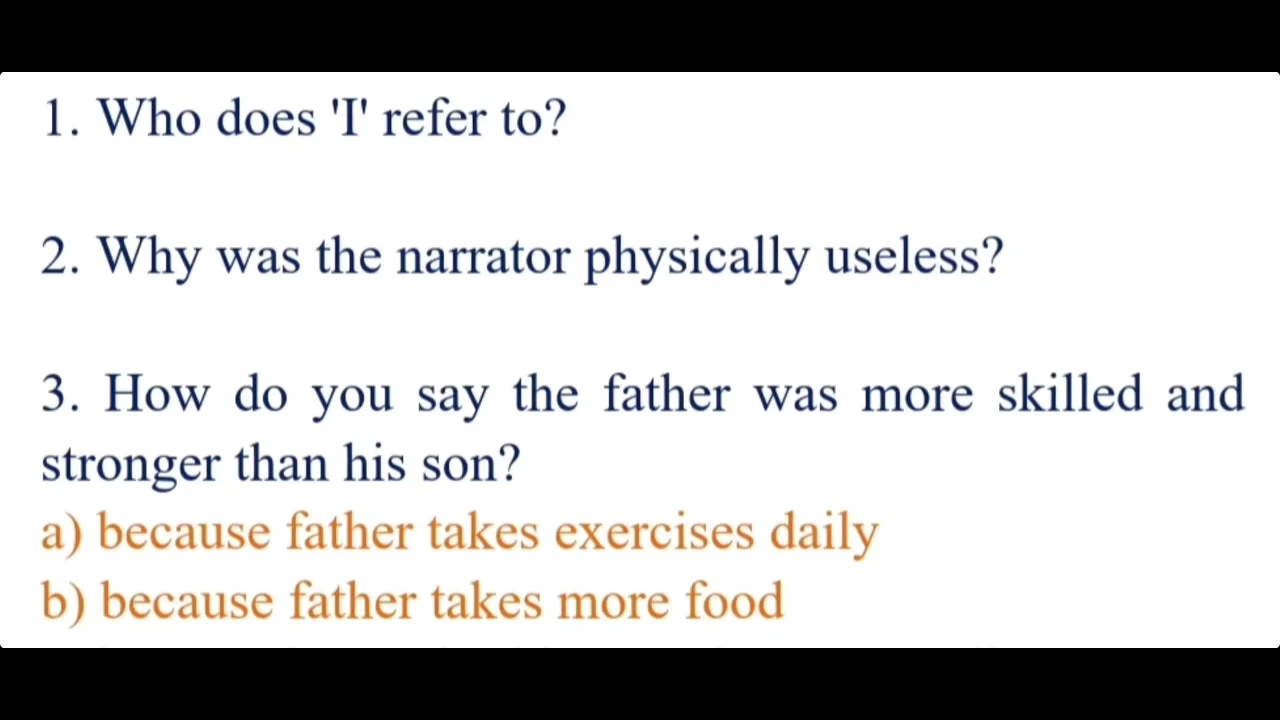 1. Who does 'I' refer to?
2. Why was the narrator physically useless?
3. How do you say the father was more skilled and
stronger than his son?
a) because father takes exercises daily
b) because father takes more food